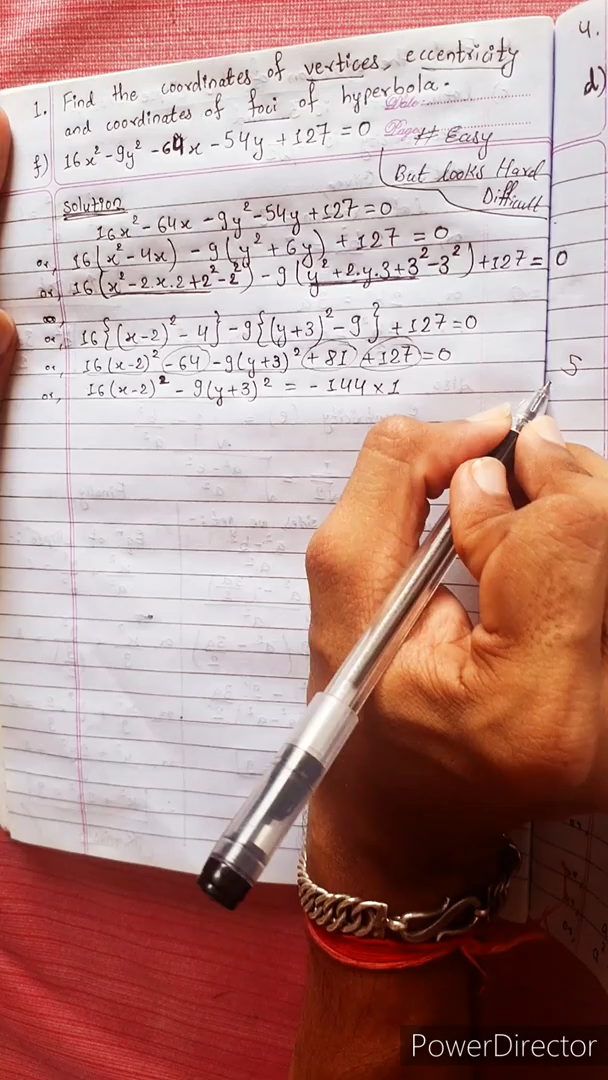 1. Find the coordinates of vertices, eccentricity
and coordinates of foci of hyperbola.
Date:
f) 16x² - 9y² - 64x - 54y + 127 = 0
Page:
# Easy
But looks Hard
Difficult
solution
16x² - 64x - 9y² - 54y + 127 = 0
or, 16(x² - 4x) - 9(y² + 6y) + 127 = 0
or, 16(x² - 2.x.2 + 2² - 2²) - 9(y² + 2.y.3 + 3² - 3²) + 127 = 0
or, 16{(x-2)² - 4} - 9{(y+3)² - 9} + 127 = 0
or, 16(x-2)² - 64 - 9(y+3)² + 81 + 127 = 0
or, 16(x-2)² - 9(y+3)² = - 144 × 1
4.
d)
S
PowerDirector